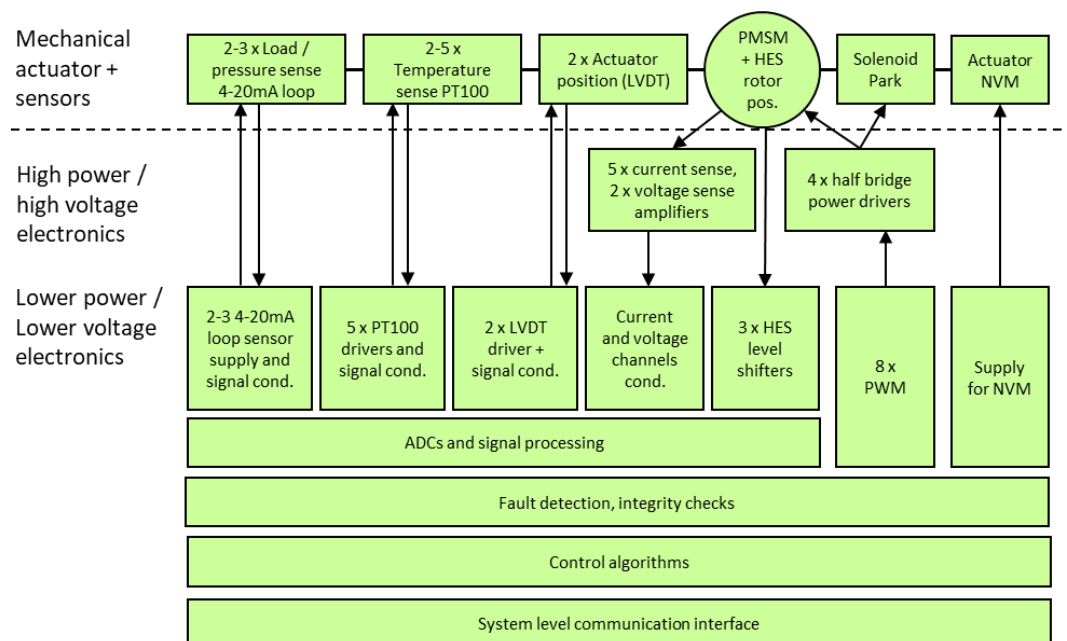 Mechanical
actuator +
sensors
2-3 x Load /
pressure sense
4-20mA loop
2-5 x
Temperature
sense PT100
2 x Actuator
position (LVDT)
PMSM
+ HES
rotor
pos.
Solenoid
Park
Actuator
NVM
High power /
high voltage
electronics
5 x current sense,
2 x voltage sense
amplifiers
4 x half bridge
power drivers
Lower power /
Lower voltage
electronics
2-3 4-20mA
loop sensor
supply and
signal cond.
5 x PT100
drivers and
signal cond.
2 x LVDT
driver +
signal cond.
Current
and voltage
channels
cond.
3 x HES
level
shifters
8 x
PWM
Supply
for NVM
ADCs and signal processing
Fault detection, integrity checks
Control algorithms
System level communication interface